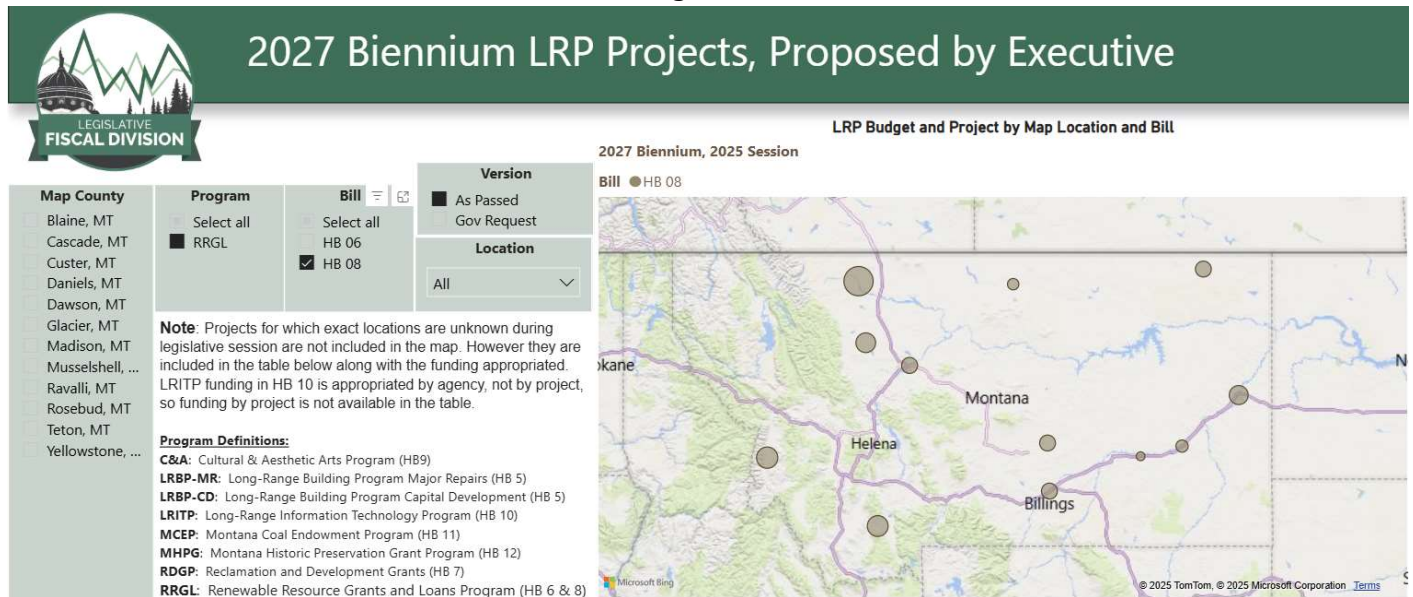 2027 Biennium LRP Projects, Proposed by Executive
LEGISLATIVE
FISCAL DIVISION
LRP Budget and Project by Map Location and Bill
2027 Biennium, 2025 Session
Bill HB 08
Map County
Blaine, MT
Cascade, MT
Custer, MT
Daniels, MT
Dawson, MT
Glacier, MT
Madison, MT
Musselshell, ...
Ravalli, MT
Rosebud, MT
Teton, MT
Yellowstone, ...
Program
Select all
RRGL
Bill
Select all
HB 06
HB 08
Version
As Passed
Gov Request
Location
All
Note: Projects for which exact locations are unknown during
legislative session are not included in the map. However they are
included in the table below along with the funding appropriated.
LRITP funding in HB 10 is appropriated by agency, not by project,
so funding by project is not available in the table.
Program Definitions:
C&A: Cultural & Aesthetic Arts Program (HB9)
LRBP-MR: Long-Range Building Program Major Repairs (HB 5)
LRBP-CD: Long-Range Building Program Capital Development (HB 5)
LRITP: Long-Range Information Technology Program (HB 10)
MCEP: Montana Coal Endowment Program (HB 11)
MHPG: Montana Historic Preservation Grant Program (HB 12)
RDGP: Reclamation and Development Grants (HB 7)
RRGL: Renewable Resource Grants and Loans Program (HB 6 & 8)
okane
Montana
N
Helena
Billings
S
Microsoft Bing
© 2025 TomTom, © 2025 Microsoft Corporation Terms